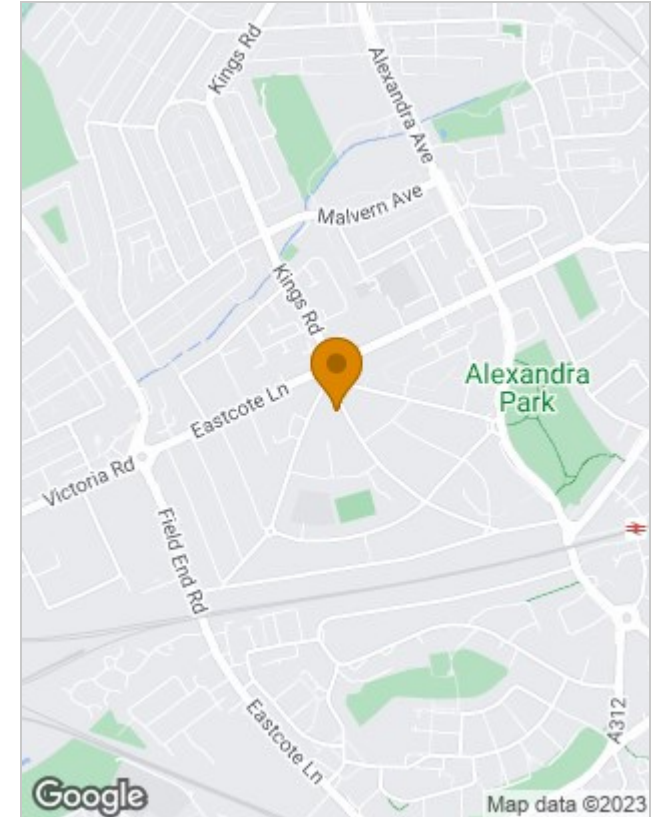 Kings Rd
Alexandra Ave
Malvern Ave
Kings Rd
Alexandra
Park
Eastcote Ln
Victoria Rd
Field End Rd
Eastcote Ln
A312
Google
Map data ©2023